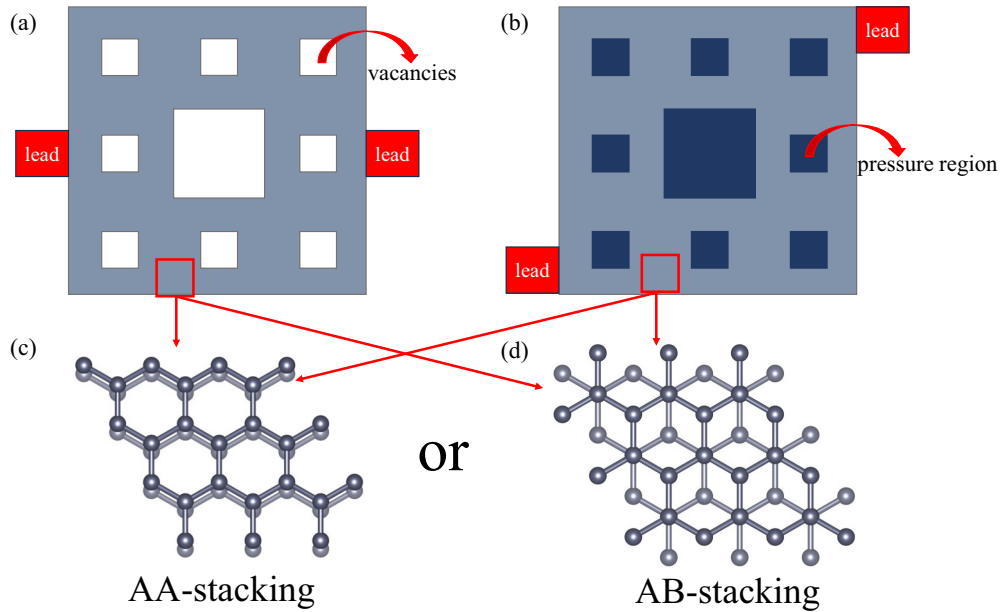 (a)
vacancies
lead
lead
(b)
lead
pressure region
lead
(c)
(d)
or
AA-stacking
AB-stacking